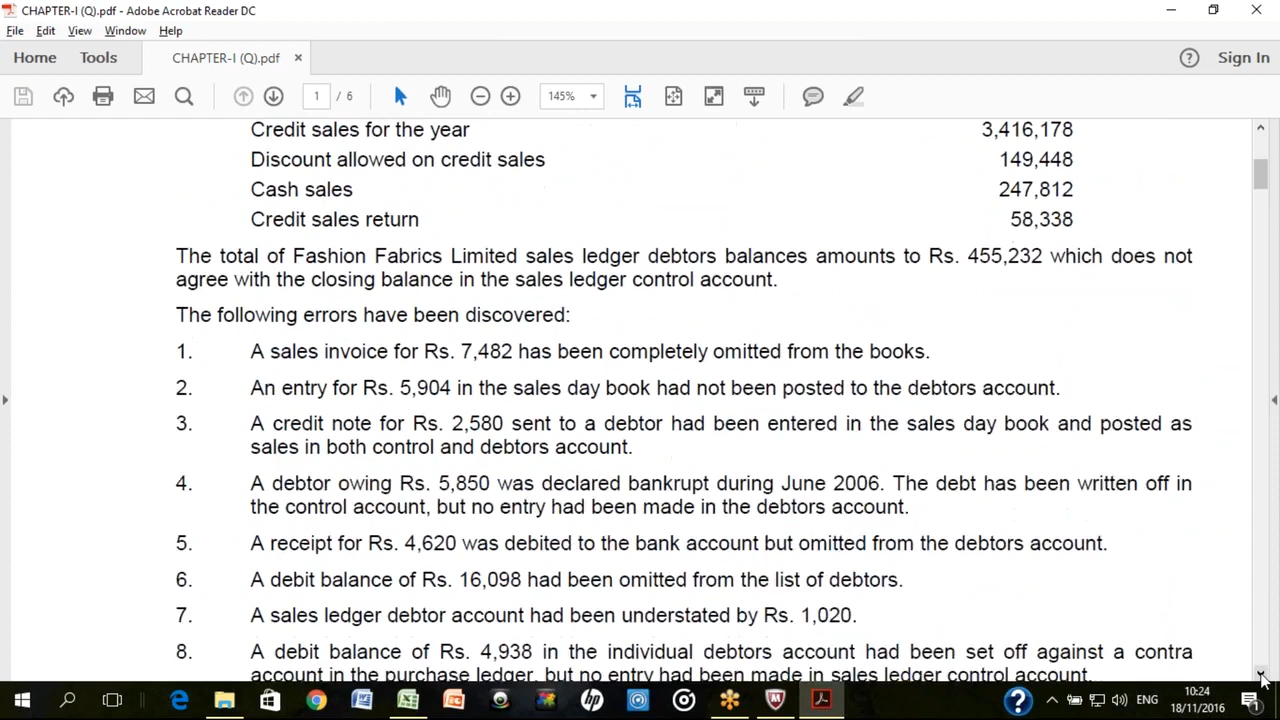 CHAPTER-I (Q).pdf - Adobe Acrobat Reader DC
File Edit View Window Help
Home Tools CHAPTER-I (Q).pdf × ? Sign In
1 / 6 145%
Credit sales for the year 3,416,178
Discount allowed on credit sales 149,448
Cash sales 247,812
Credit sales return 58,338
The total of Fashion Fabrics Limited sales ledger debtors balances amounts to Rs. 455,232 which does not
agree with the closing balance in the sales ledger control account.
The following errors have been discovered:
1. A sales invoice for Rs. 7,482 has been completely omitted from the books.
2. An entry for Rs. 5,904 in the sales day book had not been posted to the debtors account.
3. A credit note for Rs. 2,580 sent to a debtor had been entered in the sales day book and posted as
sales in both control and debtors account.
4. A debtor owing Rs. 5,850 was declared bankrupt during June 2006. The debt has been written off in
the control account, but no entry had been made in the debtors account.
5. A receipt for Rs. 4,620 was debited to the bank account but omitted from the debtors account.
6. A debit balance of Rs. 16,098 had been omitted from the list of debtors.
7. A sales ledger debtor account had been understated by Rs. 1,020.
8. A debit balance of Rs. 4,938 in the individual debtors account had been set off against a contra
account in the purchase ledger, but no entry had been made in sales ledger control account.
ENG 10:24
18/11/2016